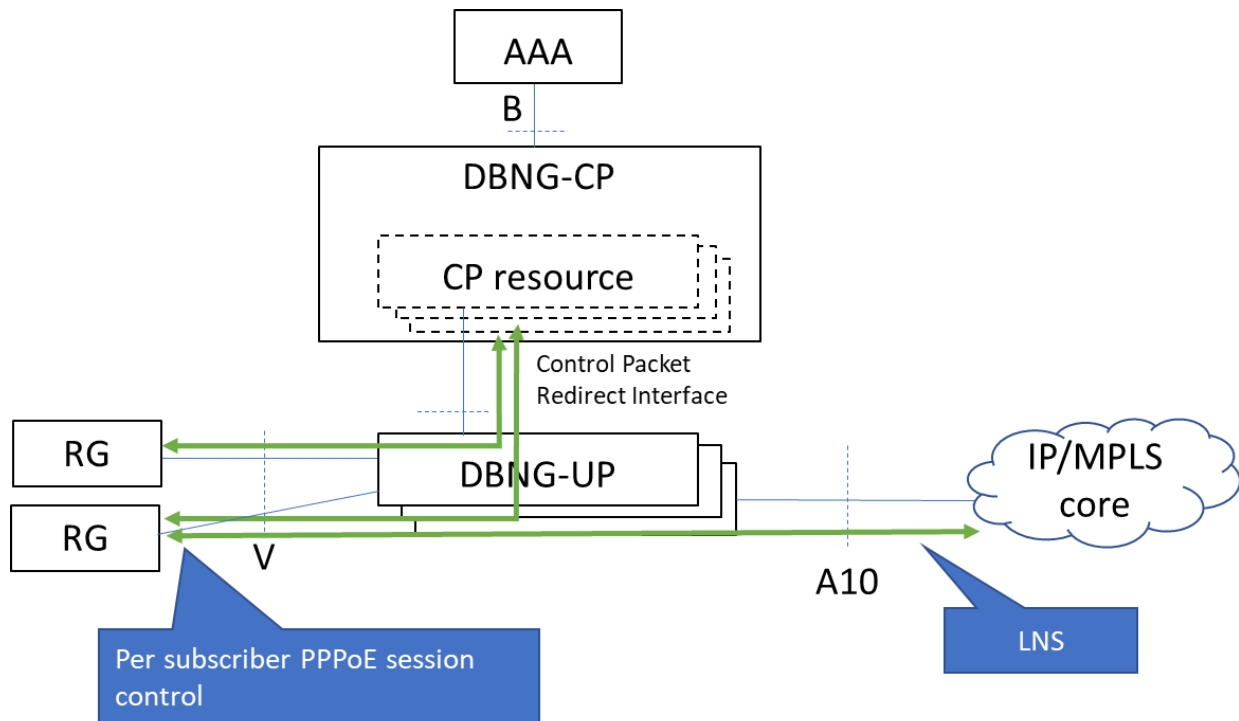 AAA
B
DBNG-CP
CP resource
Control Packet
Redirect Interface
RG
DBNG-UP
IP/MPLS
core
RG
V
A10
Per subscriber PPPoE session
control
LNS